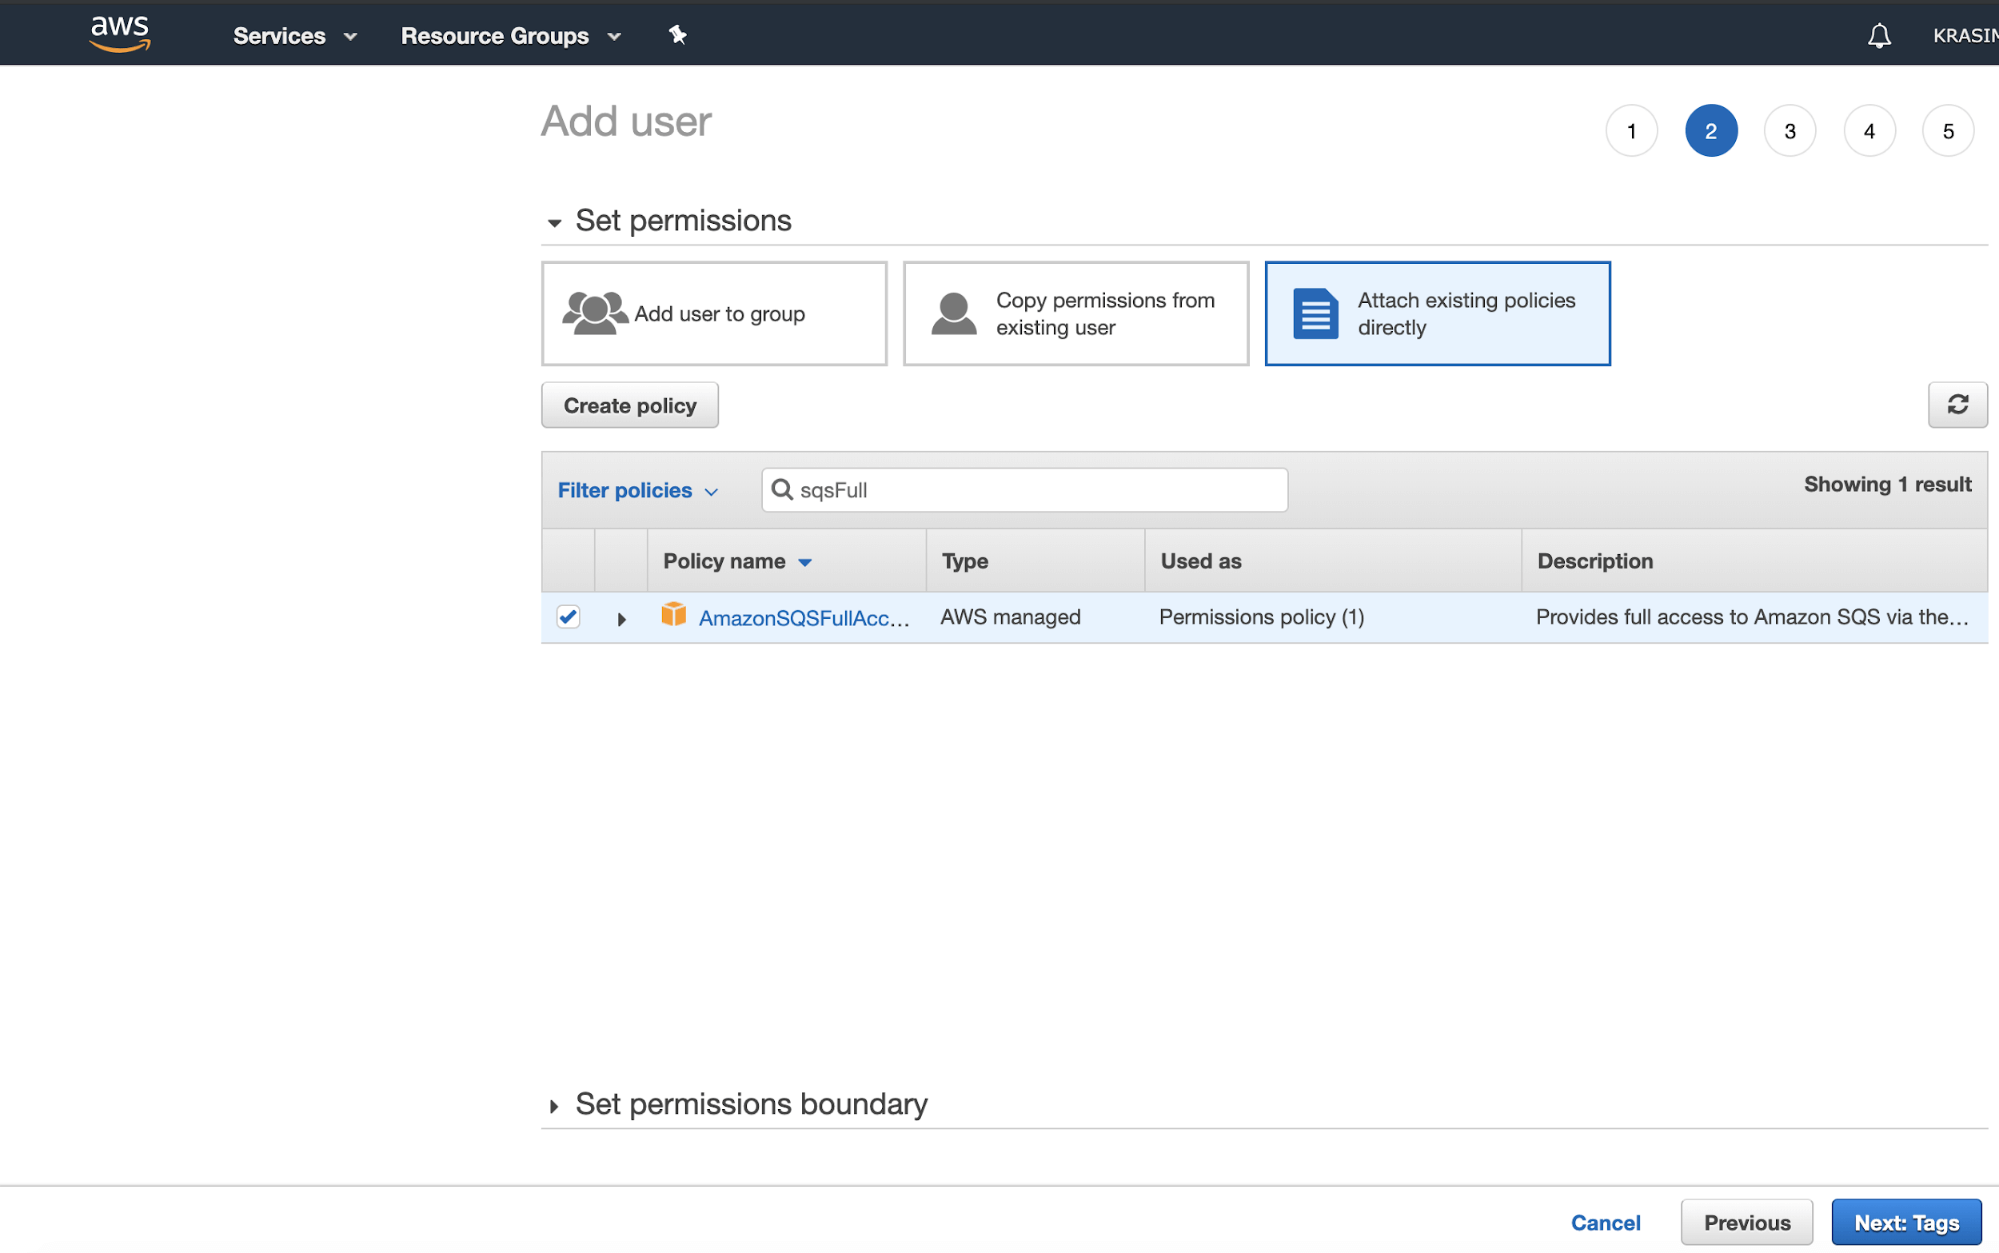 aws Services Resource Groups KRASIN
Add user
1 2 3 4 5
Set permissions
Add user to group
Copy permissions from
existing user
Attach existing policies
directly
Create policy
Filter policies sqsFull Showing 1 result
Policy name Type Used as Description
AmazonSQSFullAcc... AWS managed Permissions policy (1) Provides full access to Amazon SQS via the...
Set permissions boundary
Cancel Previous Next: Tags